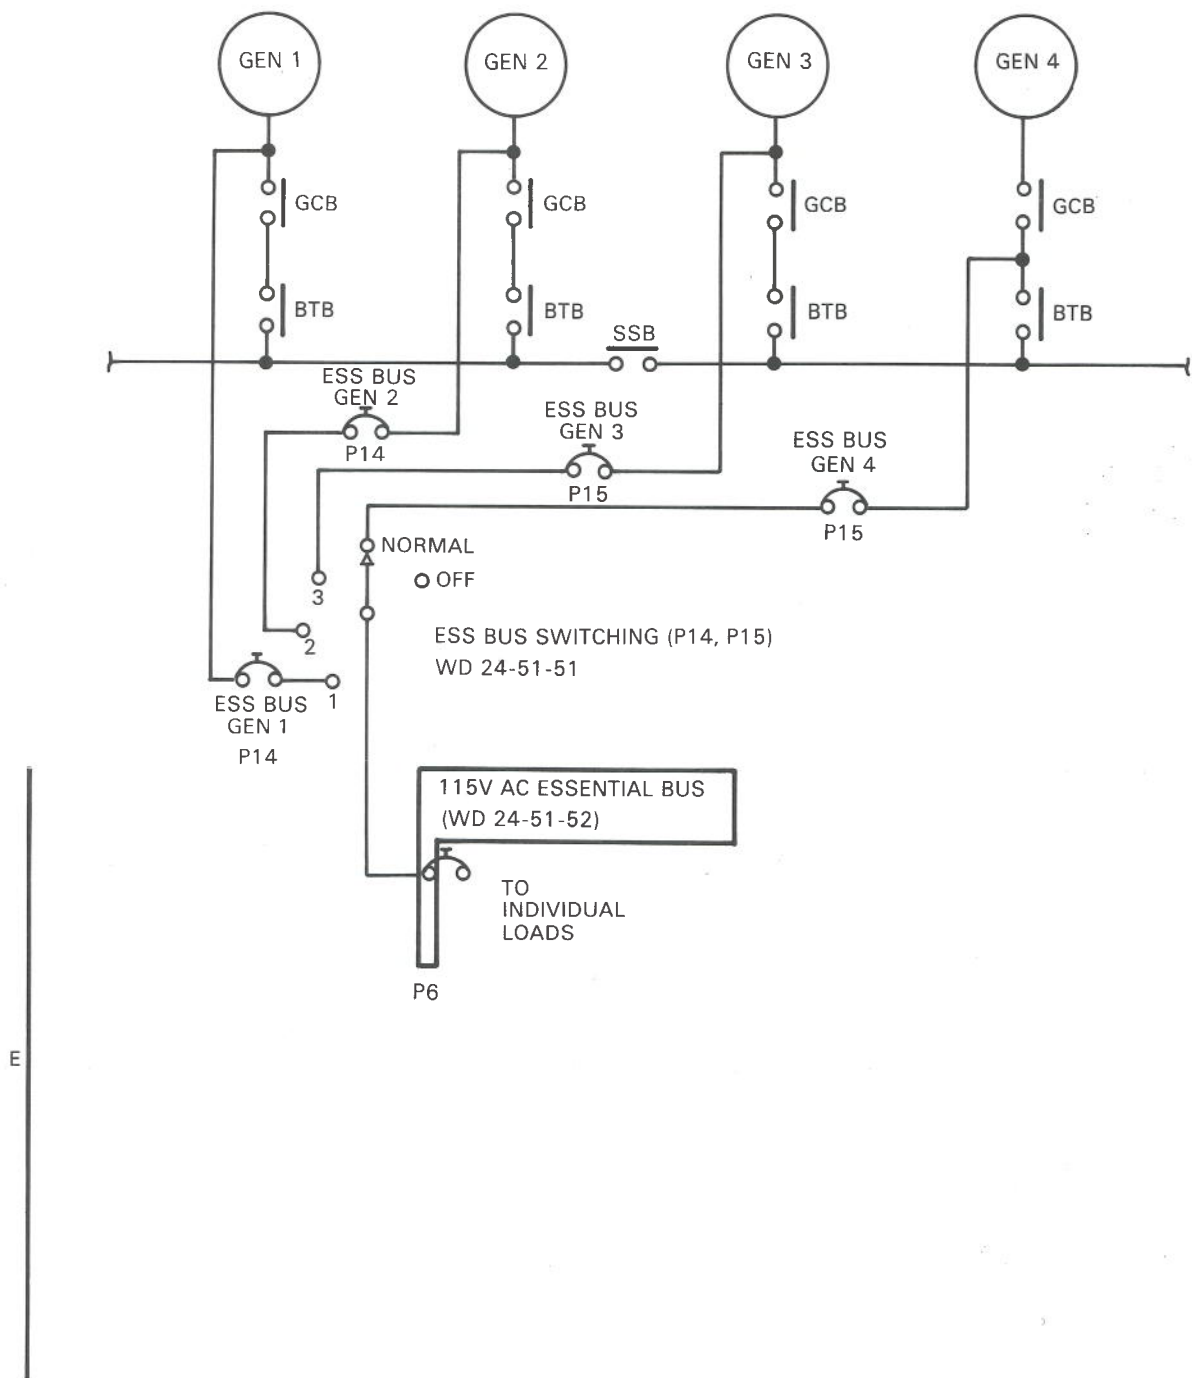 GEN 1
GEN 2
GEN 3
GEN 4
GCB
GCB
GCB
GCB
BTB
BTB
BTB
BTB
SSB
ESS BUS
GEN 2
P14
ESS BUS
GEN 3
P15
ESS BUS
GEN 4
P15
NORMAL
OFF
3
2
1
ESS BUS
GEN 1
P14
ESS BUS SWITCHING (P14, P15)
WD 24-51-51
115V AC ESSENTIAL BUS
(WD 24-51-52)
TO
INDIVIDUAL
LOADS
P6
E